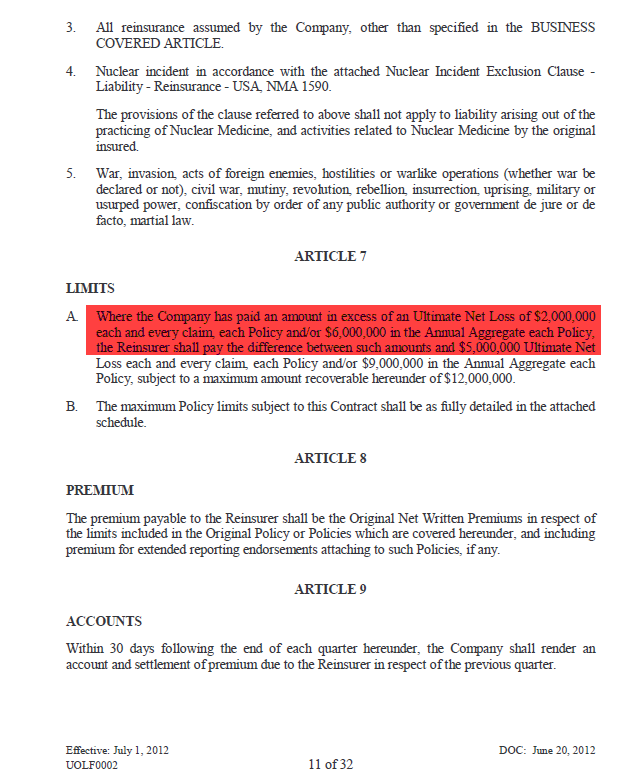 3. All reinsurance assumed by the Company, other than specified in the BUSINESS
COVERED ARTICLE.
4. Nuclear incident in accordance with the attached Nuclear Incident Exclusion Clause -
Liability - Reinsurance - USA, NMA 1590.
The provisions of the clause referred to above shall not apply to liability arising out of the
practicing of Nuclear Medicine, and activities related to Nuclear Medicine by the original
insured.
5. War, invasion, acts of foreign enemies, hostilities or warlike operations (whether war be
declared or not), civil war, mutiny, revolution, rebellion, insurrection, uprising, military or
usurped power, confiscation by order of any public authority or government de jure or de
facto, martial law.
ARTICLE 7
LIMITS
A. Where the Company has paid an amount in excess of an Ultimate Net Loss of $2,000,000
each and every claim, each Policy and/or $6,000,000 in the Annual Aggregate each Policy,
the Reinsurer shall pay the difference between such amounts and $5,000,000 Ultimate Net
Loss each and every claim, each Policy and/or $9,000,000 in the Annual Aggregate each
Policy, subject to a maximum amount recoverable hereunder of $12,000,000.
B. The maximum Policy limits subject to this Contract shall be as fully detailed in the attached
schedule.
ARTICLE 8
PREMIUM
The premium payable to the Reinsurer shall be the Original Net Written Premiums in respect of
the limits included in the Original Policy or Policies which are covered hereunder, and including
premium for extended reporting endorsements attaching to such Policies, if any.
ARTICLE 9
ACCOUNTS
Within 30 days following the end of each quarter hereunder, the Company shall render an
account and settlement of premium due to the Reinsurer in respect of the previous quarter.
Effective: July 1, 2012 DOC: June 20, 2012
UOLF0002 11 of 32